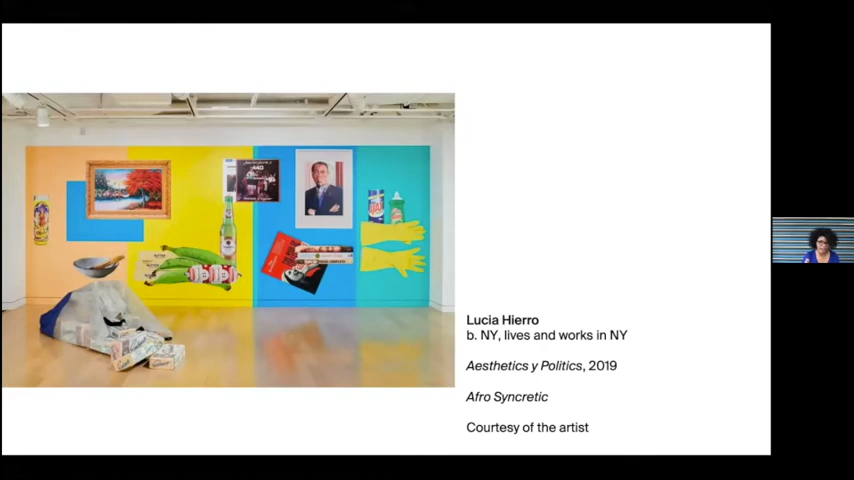 Lucia Hierro
b. NY, lives and works in NY
Aesthetics y Politics, 2019
Afro Syncretic
Courtesy of the artist